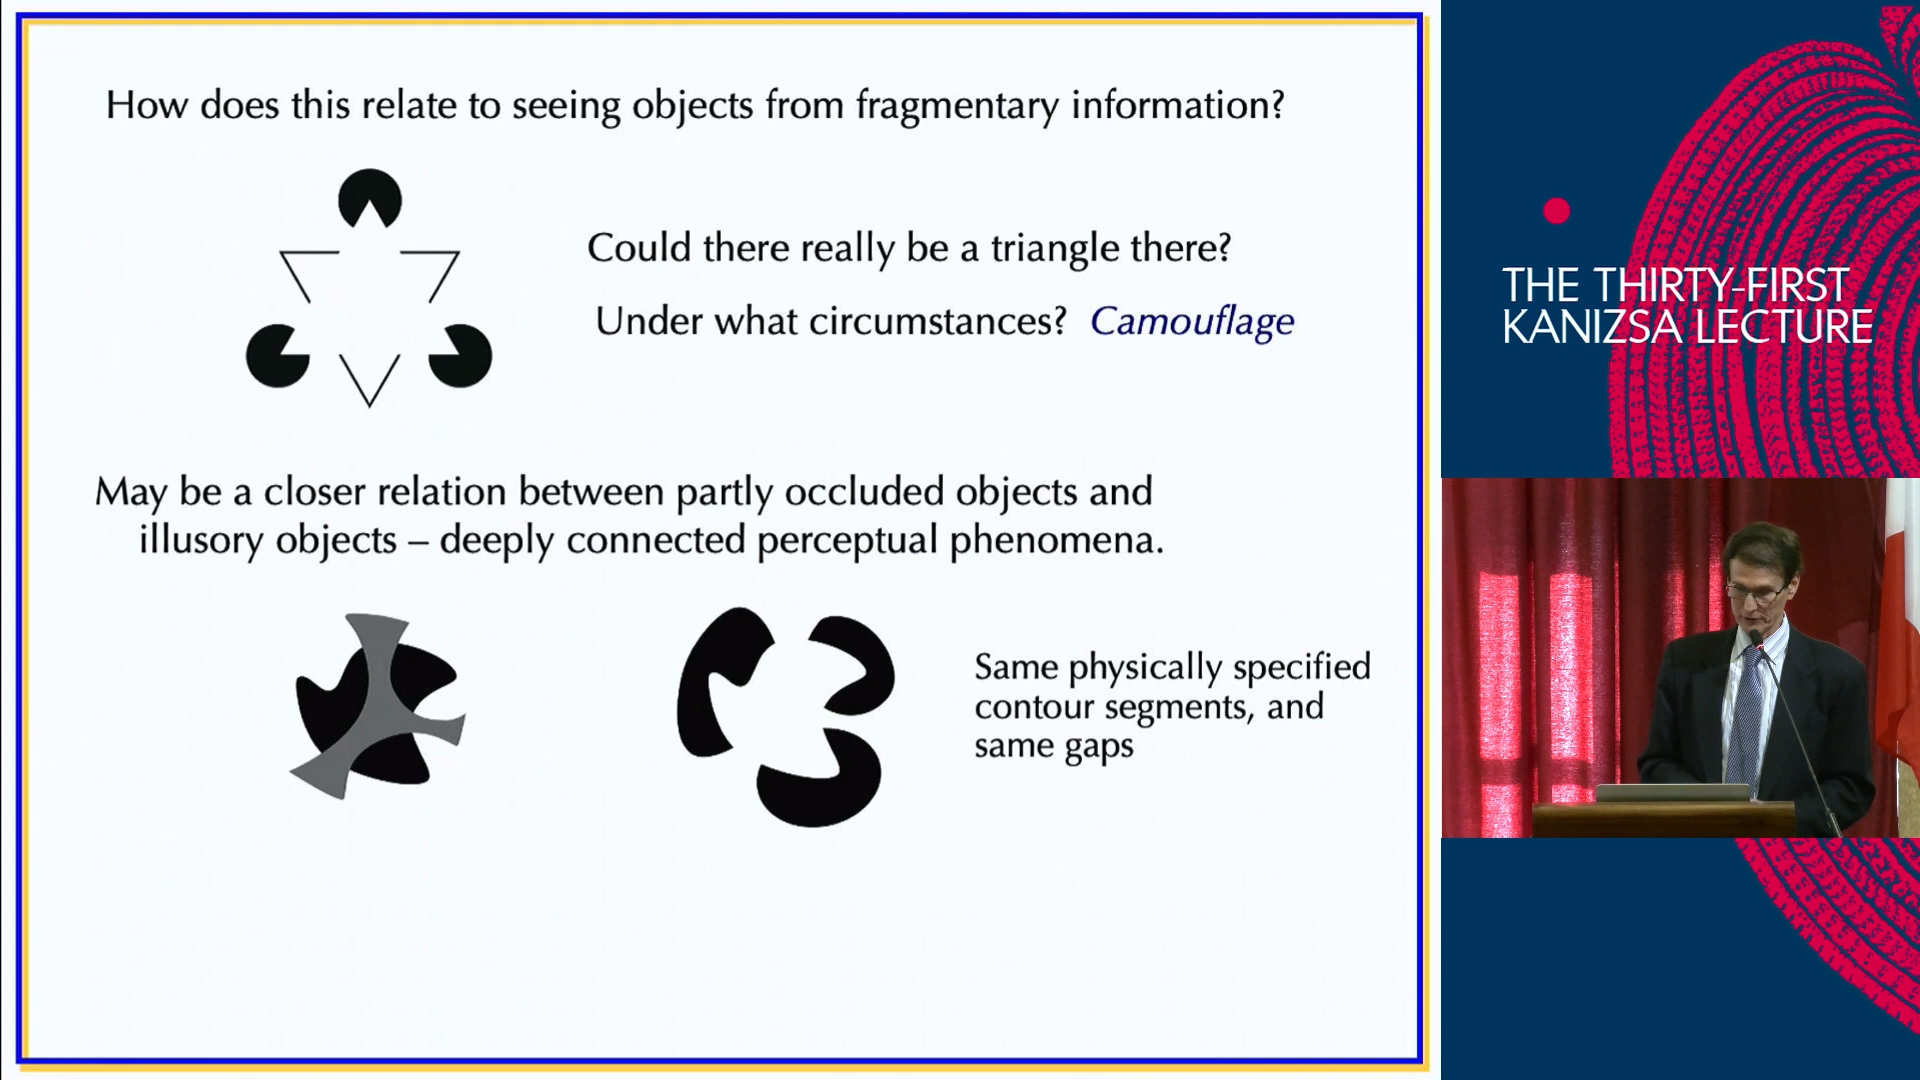 How does this relate to seeing objects from fragmentary information?
Could there really be a triangle there?
Under what circumstances? Camouflage
May be a closer relation between partly occluded objects and
illusory objects – deeply connected perceptual phenomena.
Same physically specified
contour segments, and
same gaps
THE THIRTY-FIRST
KANIZSA LECTURE